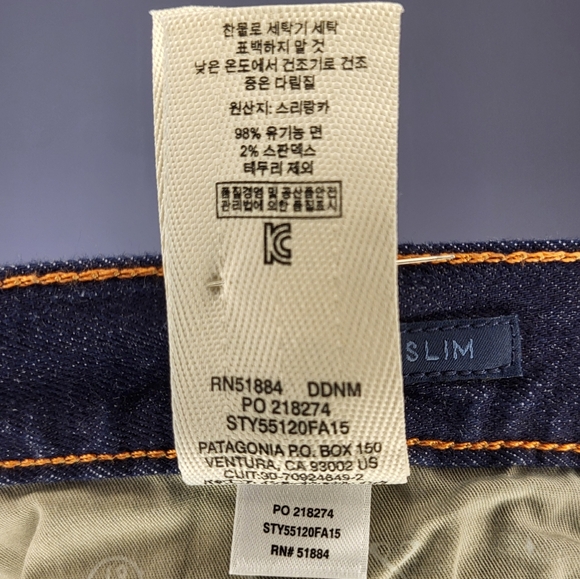 찬물로 세탁기 세탁
표백하지 말 것
낮은 온도에서 건조기로 건조
중온 다림질
원산지: 스리랑카
98% 유기농 면
2% 스판덱스
테두리 제외
품질경영 및 공산품안전
관리법에 의한 품질표시
KC
RN51884 DDNM
PO 218274
STY55120FA15
PATAGONIA P.O. BOX 150
VENTURA, CA 93002 US
CUIT:30-70924649-2
SLIM
PO 218274
STY55120FA15
RN# 51884